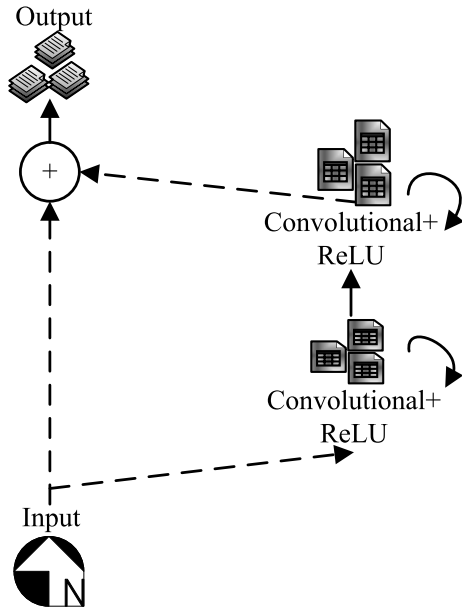 Output
+
Convolutional+
ReLU
Convolutional+
ReLU
Input
N